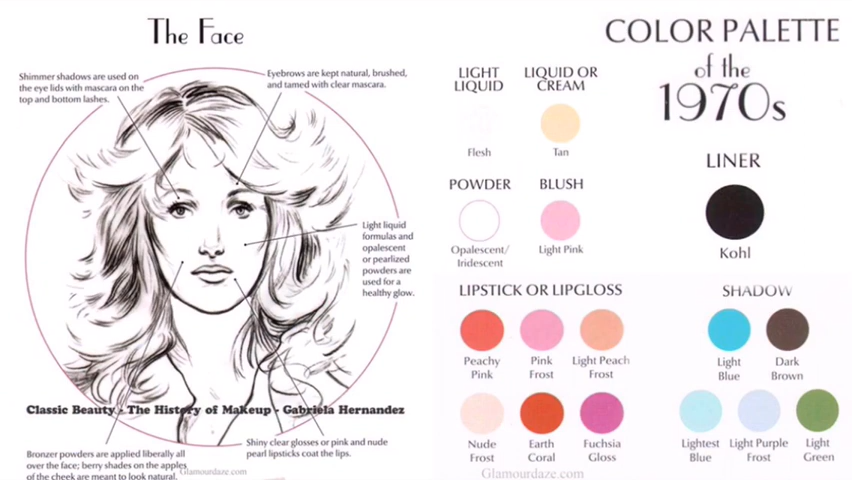 The Face
Shimmer shadows are used on
the eye lids with mascara on the
top and bottom lashes.
Eyebrows are kept natural, brushed,
and tamed with clear mascara.
Light liquid
formulas and
opalescent
or pearlized
powders are
used for a
healthy glow.
Classic Beauty - The History of Makeup - Gabriela Hernandez
Bronzer powders are applied liberally all
over the face; berry shades on the apples
of the cheek are meant to look natural.
Shiny clear glosses or pink and nude
pearl lipsticks coat the lips.
Glamourdaze.com
COLOR PALETTE
of the
1970s
LIGHT
LIQUID
Flesh
LIQUID OR
CREAM
Tan
POWDER
Opalescent/
Iridescent
BLUSH
Light Pink
LINER
Kohl
LIPSTICK OR LIPGLOSS
Peachy
Pink
Pink
Frost
Light Peach
Frost
Nude
Frost
Earth
Coral
Fuchsia
Gloss
SHADOW
Light
Blue
Dark
Brown
Lightest
Blue
Light Purple
Frost
Light
Green
Glamourdaze.com